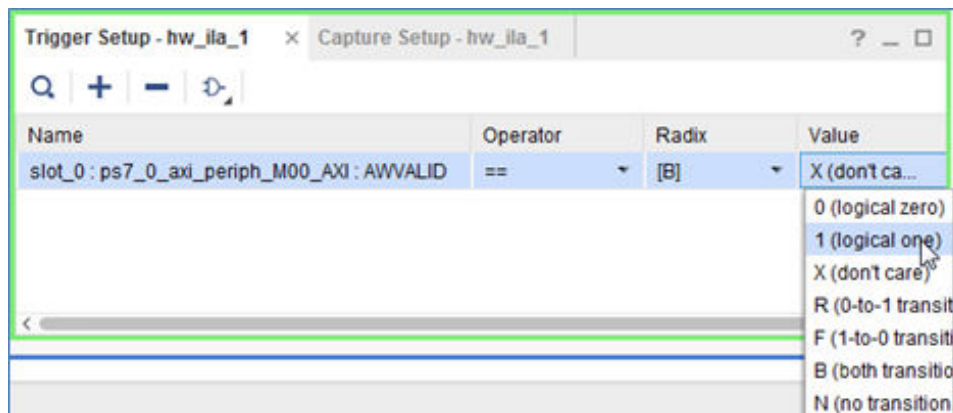 Trigger Setup - hw_ila_1 × Capture Setup - hw_ila_1 ?
Name Operator Radix Value
slot_0 : ps7_0_axi_periph_M00_AXI : AWVALID == [B] X (don't ca...
0 (logical zero)
1 (logical one)
X (don't care)
R (0-to-1 transit
F (1-to-0 transiti
B (both transitio
N (no transition